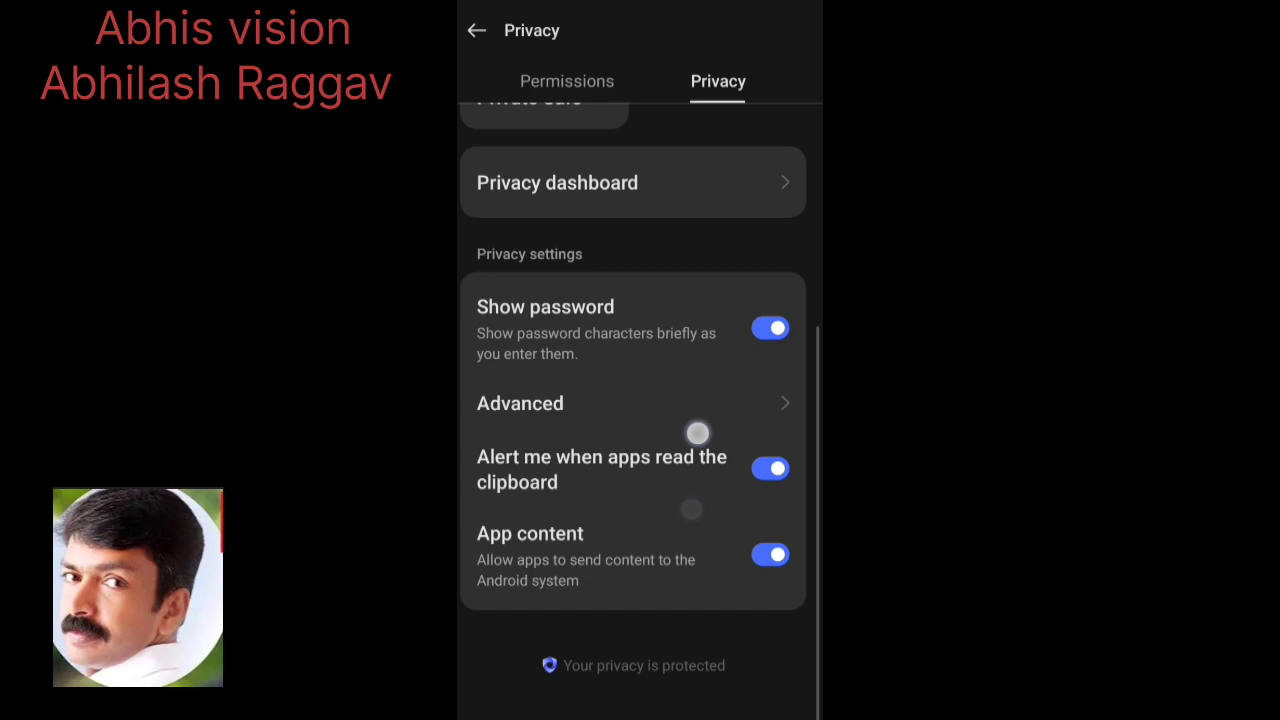 Abhis vision
Abhilash Raggav
Privacy
Permissions
Privacy
Privacy dashboard
Privacy settings
Show password
Show password characters briefly as
you enter them.
Advanced
Alert me when apps read the
clipboard
App content
Allow apps to send content to the
Android system
Your privacy is protected